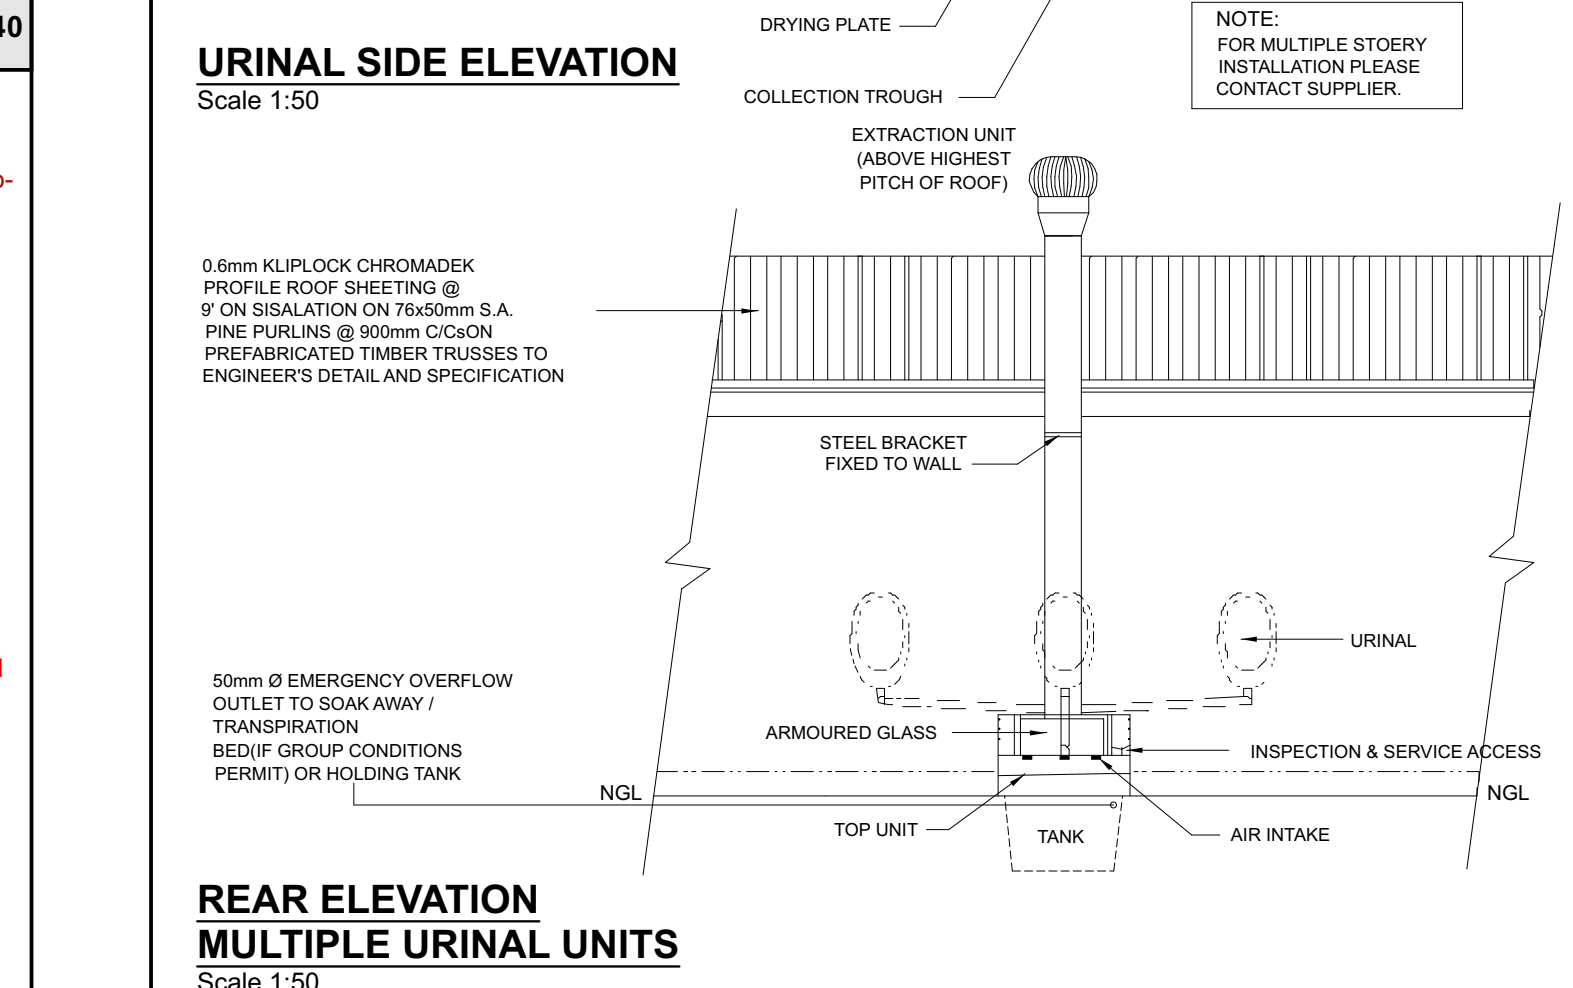 40
DRYING PLATE
NOTE:
FOR MULTIPLE STOERY
INSTALLATION PLEASE
CONTACT SUPPLIER.
URINAL SIDE ELEVATION
Scale 1:50
COLLECTION TROUGH
EXTRACTION UNIT
(ABOVE HIGHEST
PITCH OF ROOF)
0.6mm KLIPLOCK CHROMADEK
PROFILE ROOF SHEETING @
9' ON SISALATION ON 76x50mm S.A.
PINE PURLINS @ 900mm C/CsON
PREFABRICATED TIMBER TRUSSES TO
ENGINEER'S DETAIL AND SPECIFICATION
STEEL BRACKET
FIXED TO WALL
URINAL
50mm Ø EMERGENCY OVERFLOW
OUTLET TO SOAK AWAY /
TRANSPIRATION
BED(IF GROUP CONDITIONS
PERMIT) OR HOLDING TANK
ARMOURED GLASS
INSPECTION & SERVICE ACCESS
NGL
NGL
TOP UNIT
TANK
AIR INTAKE
REAR ELEVATION
MULTIPLE URINAL UNITS
Scale 1:50